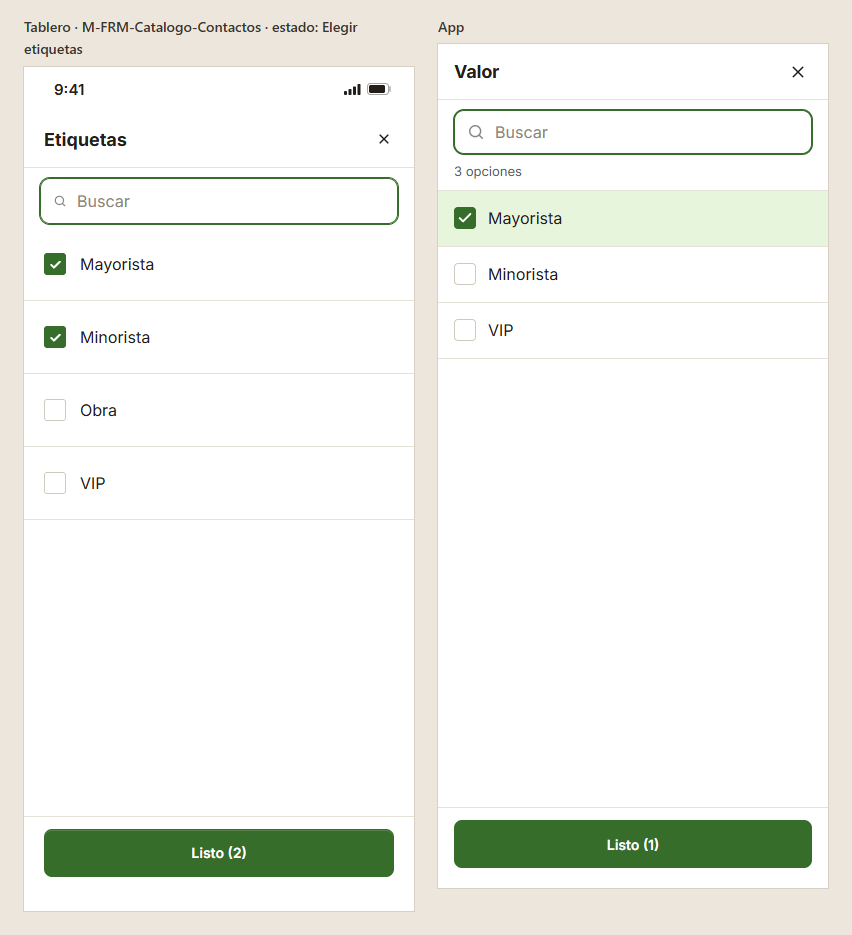 Tablero · M-FRM-Catalogo-Contactos · estado: Elegir
etiquetas
9:41
Etiquetas
Buscar
Mayorista
Minorista
Obra
VIP
Listo (2)
App
Valor
Buscar
3 opciones
Mayorista
Minorista
VIP
Listo (1)